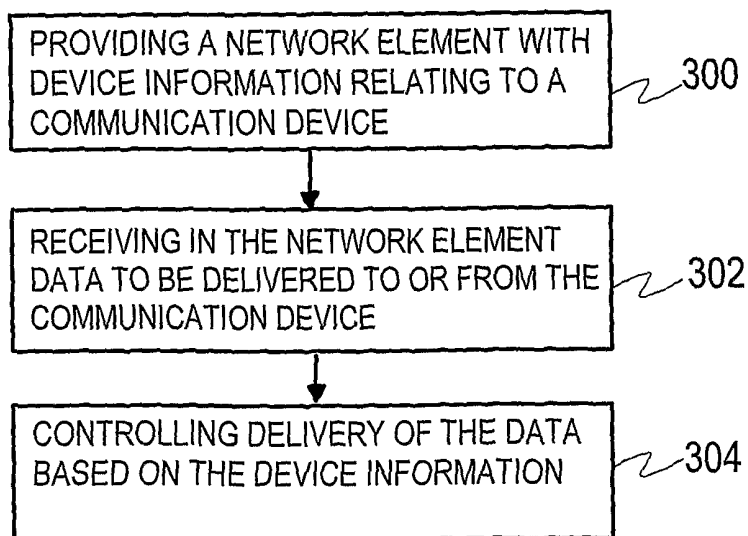 PROVIDING A NETWORK ELEMENT WITH
DEVICE INFORMATION RELATING TO A
COMMUNICATION DEVICE
300
RECEIVING IN THE NETWORK ELEMENT
DATA TO BE DELIVERED TO OR FROM THE
COMMUNICATION DEVICE
302
CONTROLLING DELIVERY OF THE DATA
BASED ON THE DEVICE INFORMATION
304